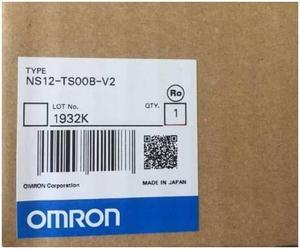 TYPE
NS12-TS00B-V2
Ro
LOT No. QTY.
1932K 1
OMRON Corporation MADE IN JAPAN
OMRON